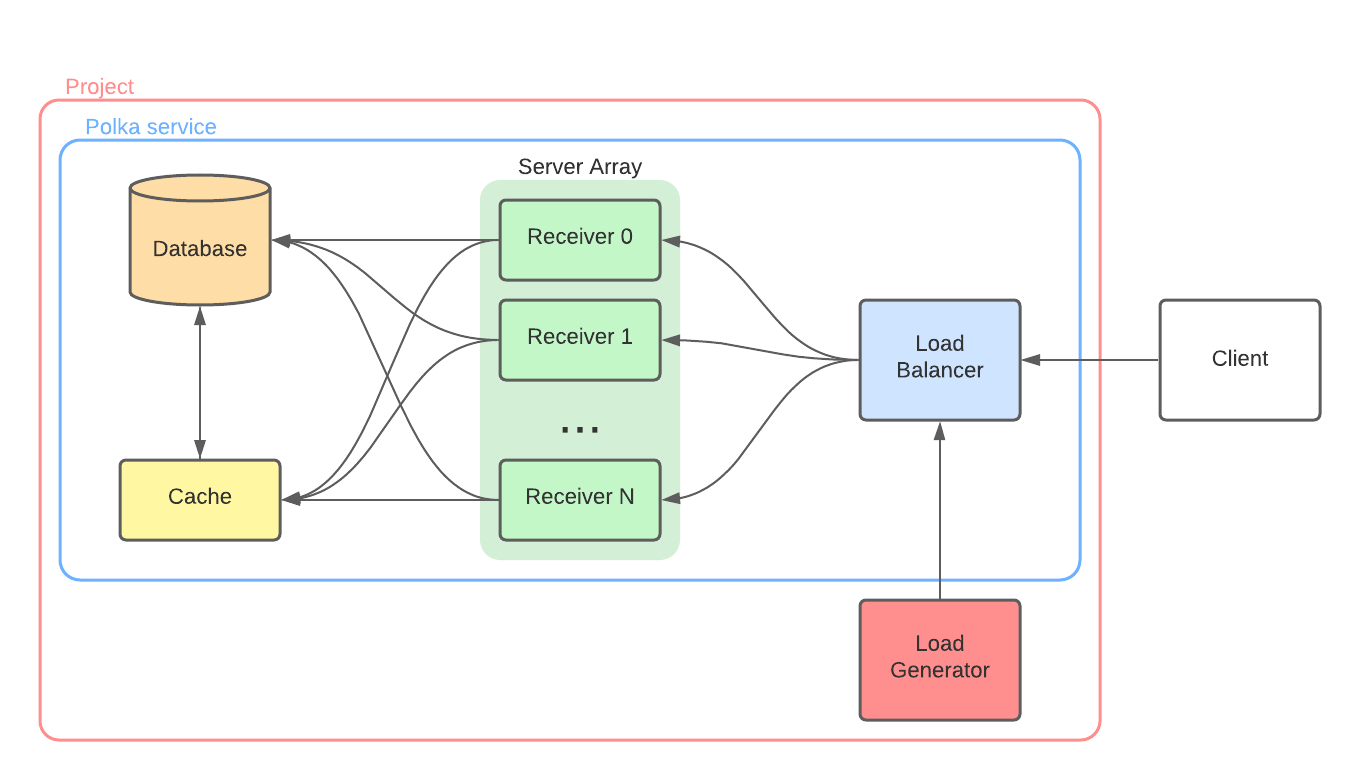 Project
Polka service
Server Array
Database
Receiver 0
Receiver 1
...
Receiver N
Cache
Load
Balancer
Client
Load
Generator